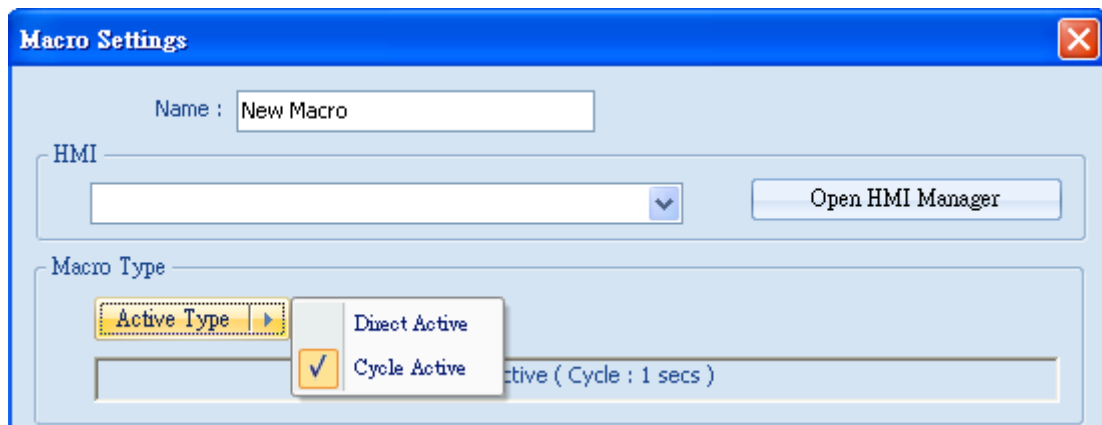 Macro Settings
Name : New Macro
HMI
Open HMI Manager
Macro Type
Active Type
Direct Active
Cycle Active
ctive ( Cycle : 1 secs )